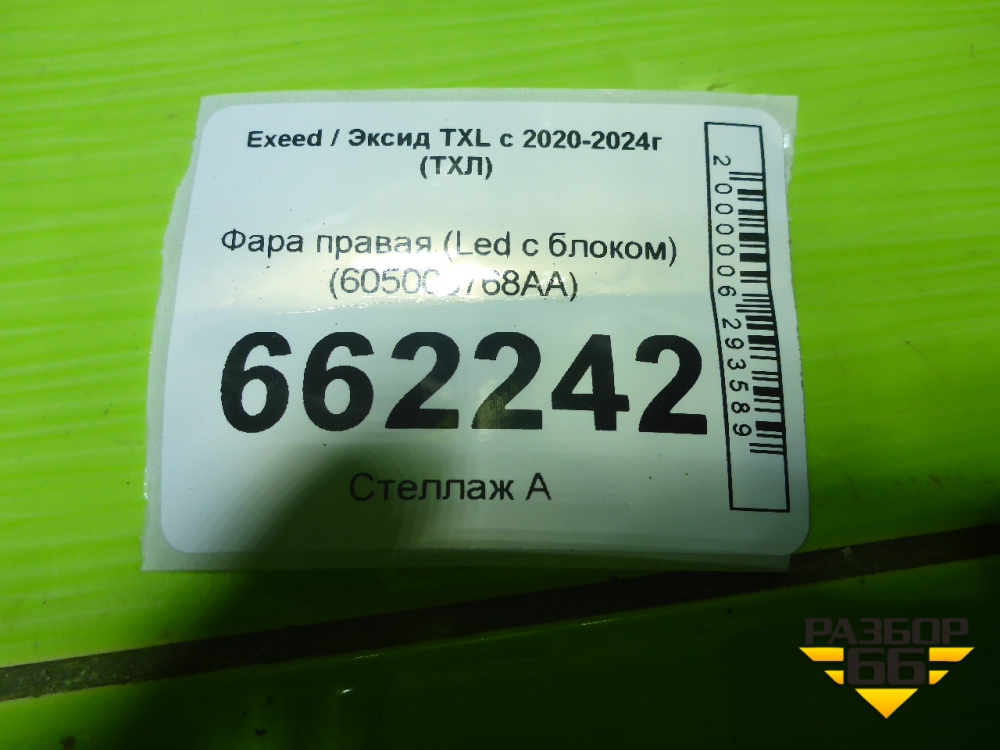 Exeed / Эксид TXL с 2020-2024г
(ТХЛ)
Фара правая (Led с блоком)
662242
Стеллаж А
2000006293589
РАЗБОР
66